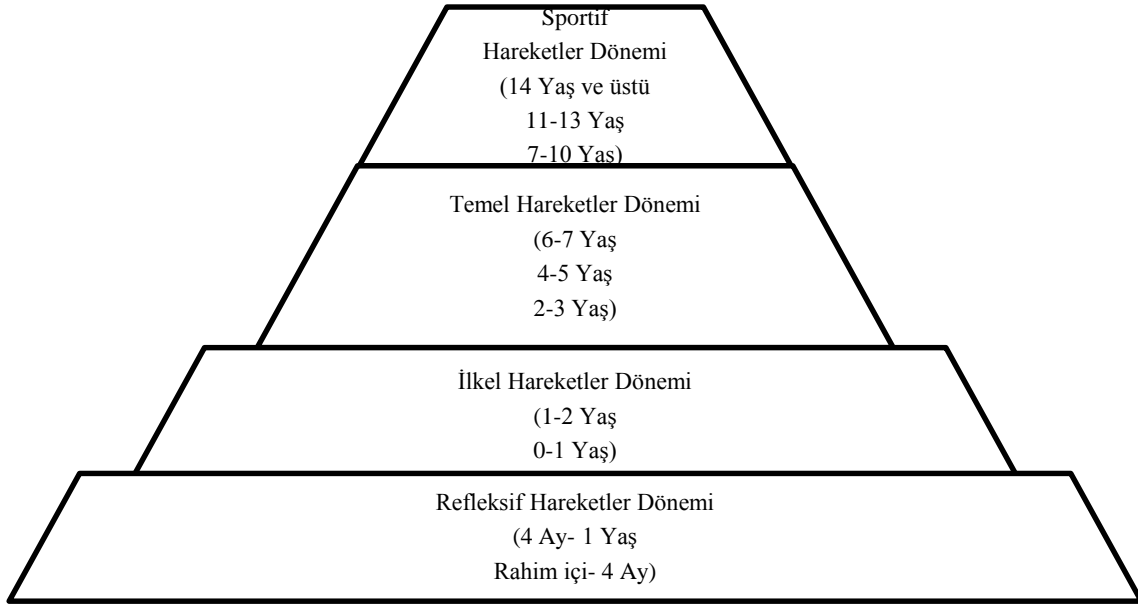 Sportif
Hareketler Dönemi
(14 Yaş ve üstü
11-13 Yaş
7-10 Yaş)
Temel Hareketler Dönemi
(6-7 Yaş
4-5 Yaş
2-3 Yaş)
İlkel Hareketler Dönemi
(1-2 Yaş
0-1 Yaş)
Refleksif Hareketler Dönemi
(4 Ay- 1 Yaş
Rahim içi- 4 Ay)